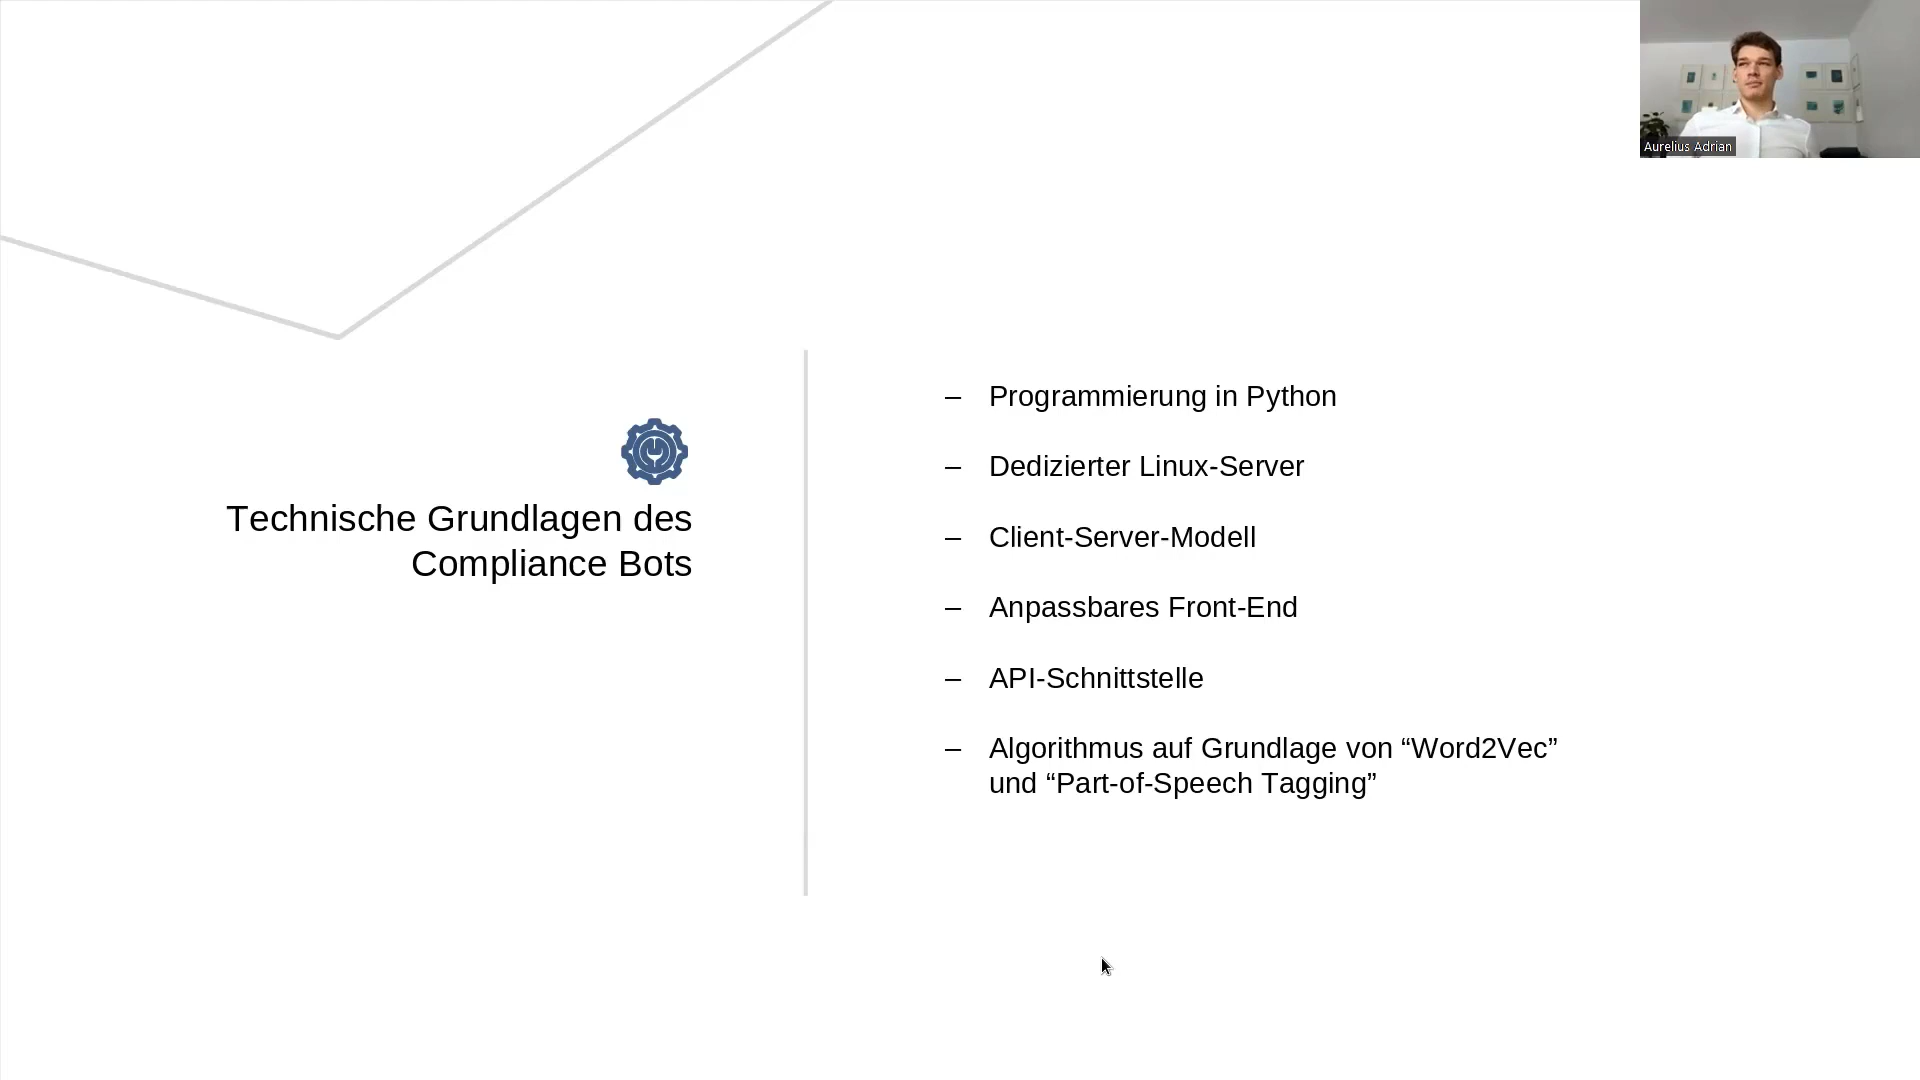 Aurelius Adrian
Technische Grundlagen des
Compliance Bots
– Programmierung in Python
– Dedizierter Linux-Server
– Client-Server-Modell
– Anpassbares Front-End
– API-Schnittstelle
– Algorithmus auf Grundlage von “Word2Vec”
und “Part-of-Speech Tagging”